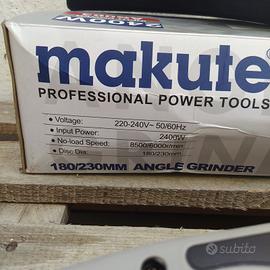 2400W
makute®
PROFESSIONAL POWER TOOLS
• Voltage: 220-240V~ 50/60Hz
• Input Power: 2400W
• No-load Speed: 8500/6000r/min
• Disc Dia: 180/230mm
180/230MM ANGLE GRINDER
subito